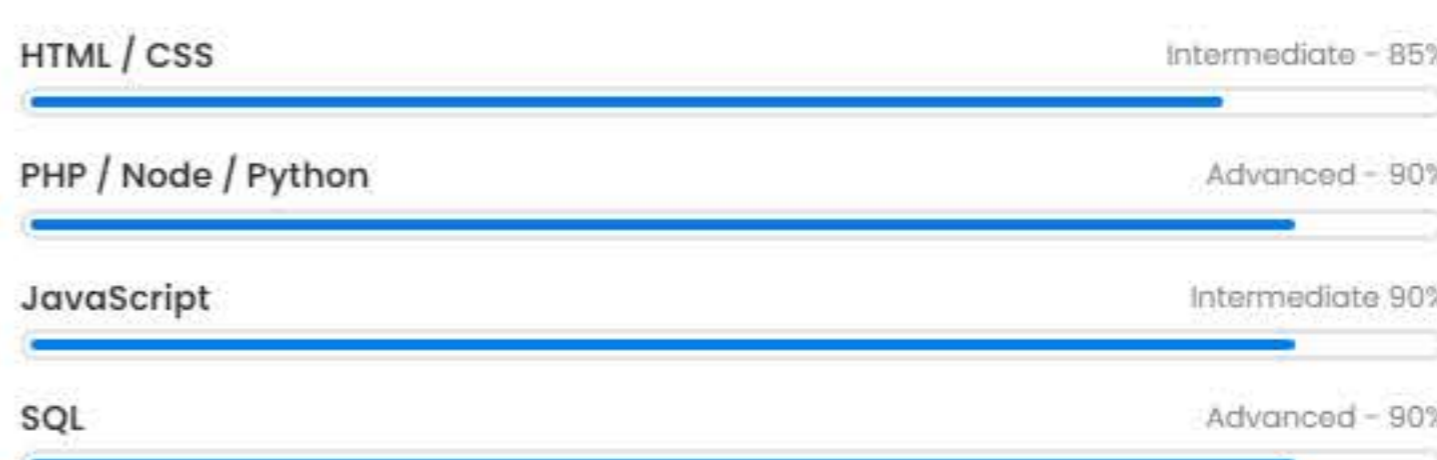 HTML / CSS
Intermediate - 85%
PHP / Node / Python
Advanced - 90%
JavaScript
Intermediate 90%
SQL
Advanced - 90%